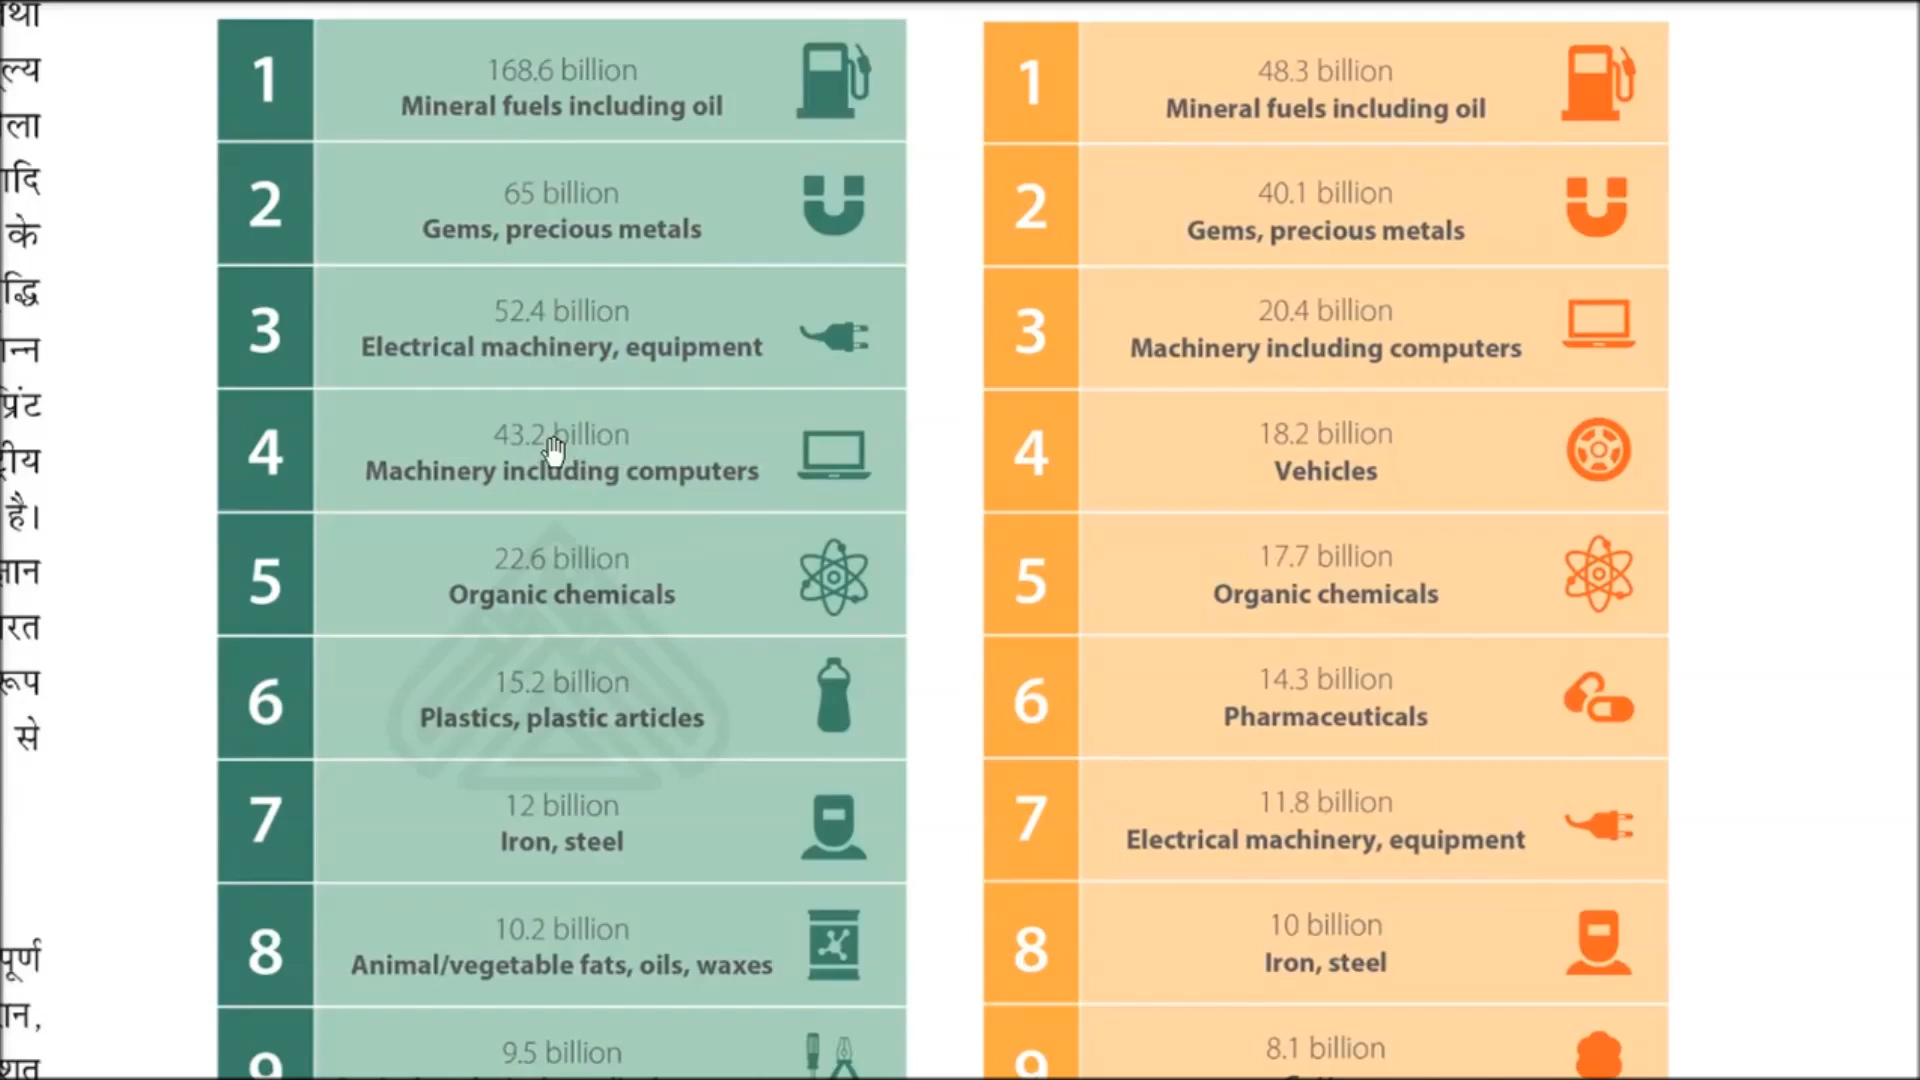 था
ल्य
ला
ादि
के
द्धि
न्न
प्रिंट
ट्रीय
है।
ज्ञान
रत
रूप
से
पूर्ण
ान,
शत
1
168.6 billion
Mineral fuels including oil
2
65 billion
Gems, precious metals
3
52.4 billion
Electrical machinery, equipment
4
43.2 billion
Machinery including computers
5
22.6 billion
Organic chemicals
6
15.2 billion
Plastics, plastic articles
7
12 billion
Iron, steel
8
10.2 billion
Animal/vegetable fats, oils, waxes
9
9.5 billion
1
48.3 billion
Mineral fuels including oil
2
40.1 billion
Gems, precious metals
3
20.4 billion
Machinery including computers
4
18.2 billion
Vehicles
5
17.7 billion
Organic chemicals
6
14.3 billion
Pharmaceuticals
7
11.8 billion
Electrical machinery, equipment
8
10 billion
Iron, steel
9
8.1 billion